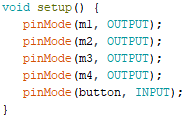 void setup() {
pinMode(m1, OUTPUT);
pinMode(m2, OUTPUT);
pinMode(m3, OUTPUT);
pinMode(m4, OUTPUT);
pinMode(button, INPUT);
}